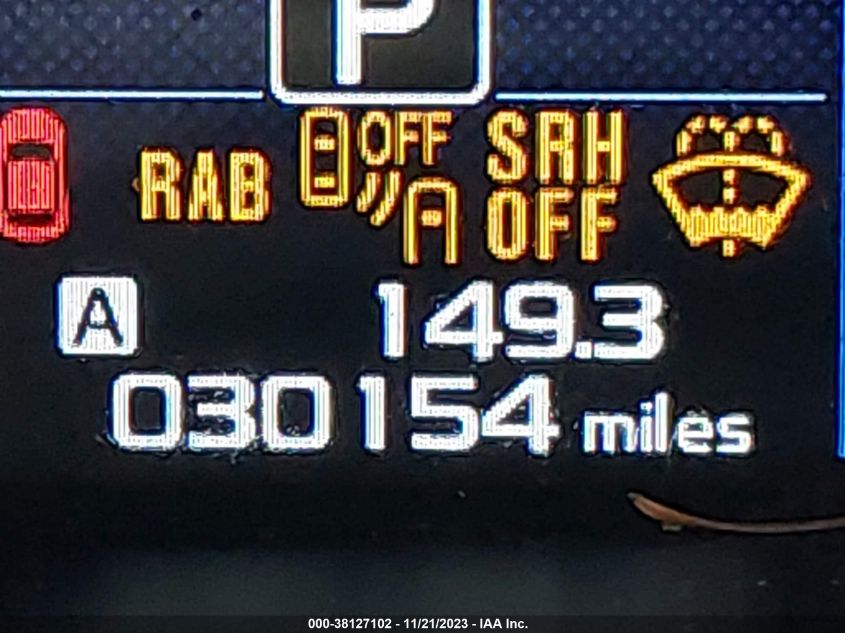 P
RAB OFF SRH OFF
A 149.3
030154 miles
000-38127102 - 11/21/2023 - IAA Inc.